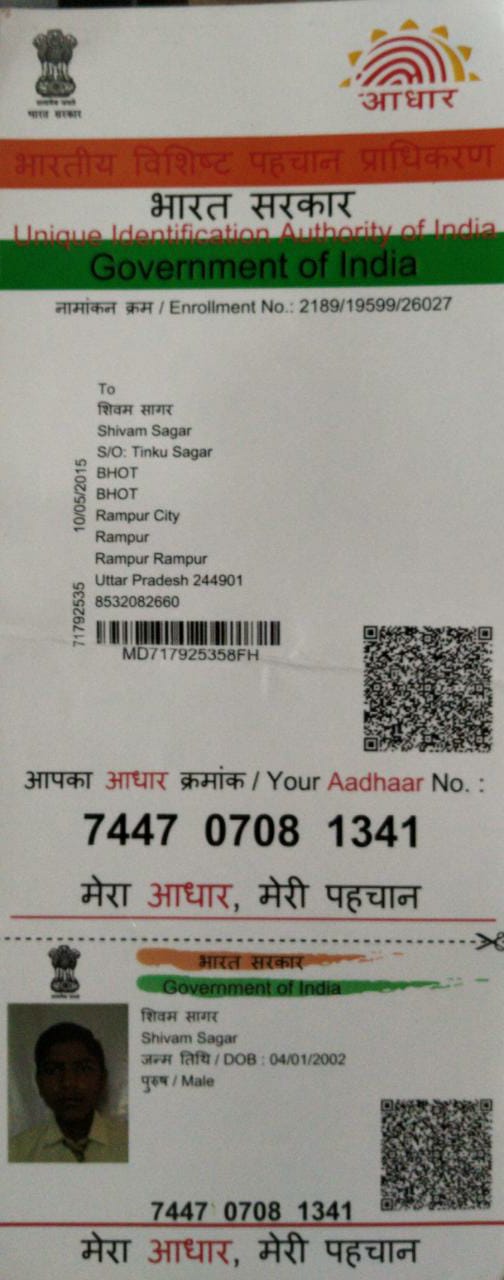 भारत सरकार
आधार
भारतीय विशिष्ट पहचान प्राधिकरण
भारत सरकार
Unique Identification Authority of India
Government of India
नामांकन क्रम / Enrollment No.: 2189/19599/26027
To
शिवम सागर
Shivam Sagar
S/O: Tinku Sagar
BHOT
BHOT
Rampur City
Rampur
Rampur Rampur
Uttar Pradesh 244901
8532082660
10/05/2015
71792535
MD717925358FH
आपका आधार क्रमांक / Your Aadhaar No. :
7447 0708 1341
मेरा आधार, मेरी पहचान
भारत सरकार
Government of India
शिवम सागर
Shivam Sagar
जन्म तिथि / DOB : 04/01/2002
पुरुष / Male
7447 0708 1341
मेरा आधार, मेरी पहचान